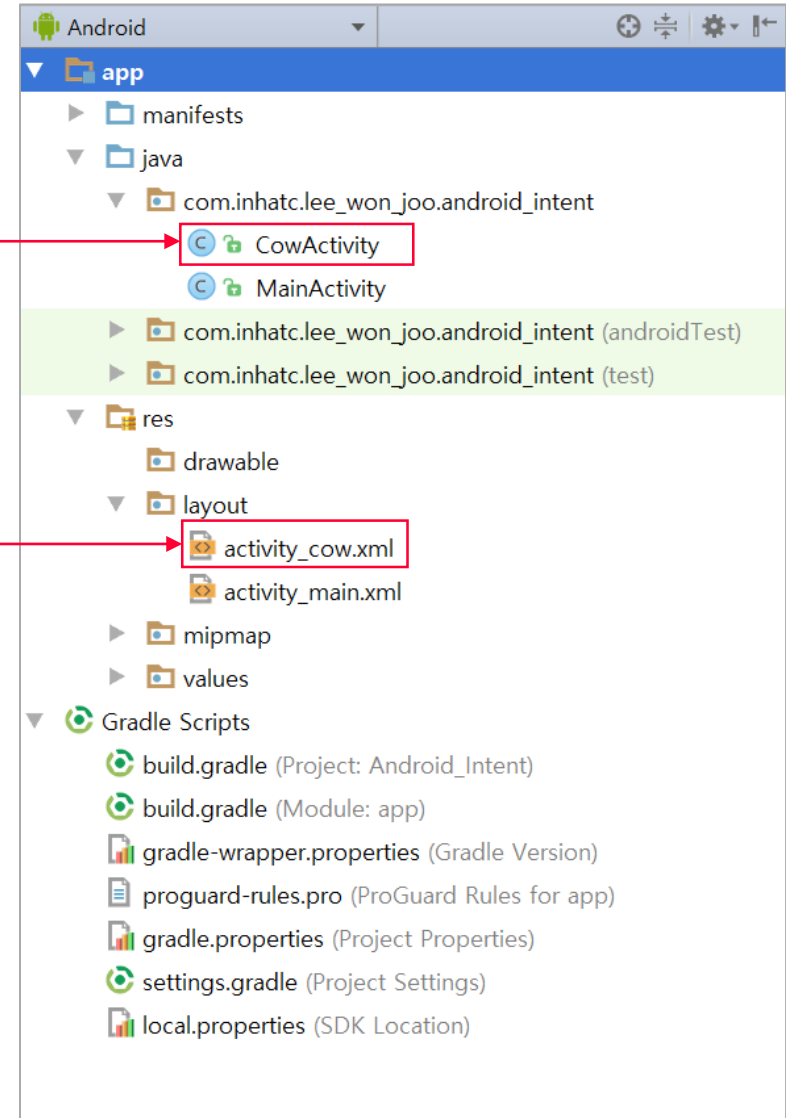 Android
app
manifests
java
com.inhatc.lee_won_joo.android_intent
C CowActivity
C MainActivity
com.inhatc.lee_won_joo.android_intent (androidTest)
com.inhatc.lee_won_joo.android_intent (test)
res
drawable
layout
activity_cow.xml
activity_main.xml
mipmap
values
Gradle Scripts
build.gradle (Project: Android_Intent)
build.gradle (Module: app)
gradle-wrapper.properties (Gradle Version)
proguard-rules.pro (ProGuard Rules for app)
gradle.properties (Project Properties)
settings.gradle (Project Settings)
local.properties (SDK Location)